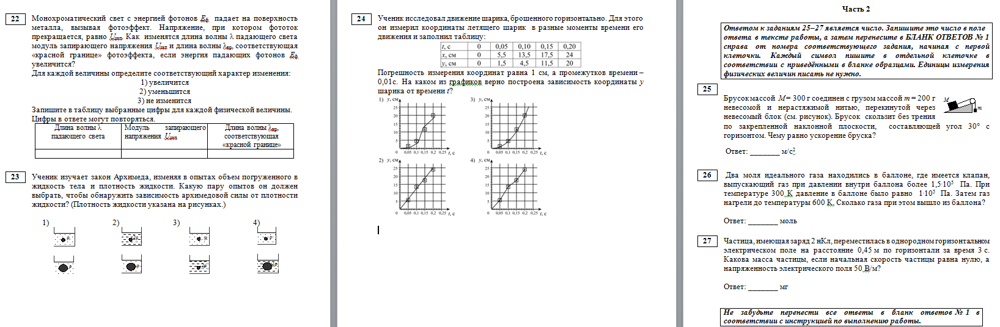 22
Монохроматический свет с энергией фотонов Eф падает на поверхность
металла, вызывая фотоэффект. Напряжение, при котором фототок
прекращается, равно Uзап. Как изменятся длина волны λ падающего света
модуль запирающего напряжения Uзап и длина волны λкр, соответствующая
«красной границе» фотоэффекта, если энергия падающих фотонов Eф
увеличится?
Для каждой величины определите соответствующий характер изменения:
1) увеличится
2) уменьшится
3) не изменится
Запишите в таблицу выбранные цифры для каждой физической величины.
Цифры в ответе могут повторяться.
Длина волны λ падающего света
Модуль запирающего напряжения Uзап
Длина волны λкр, соответствующая «красной границе»
23
Ученик изучает закон Архимеда, изменяя в опытах объем погруженного в
жидкость тела и плотность жидкости. Какую пару опытов он должен
выбрать, чтобы обнаружить зависимость архимедовой силы от плотности
жидкости? (Плотность жидкости указана на рисунках.)
1) 2) 3) 4)
ρ 2ρ ρ ρ
ρ ρ 2ρ 2ρ
24
Ученик исследовал движение шарика, брошенного горизонтально. Для этого
он измерил координаты летящего шарика в разные моменты времени его
движения и заполнил таблицу:
t, с 0 0,05 0,10 0,15 0,20
x, см 0 5,5 13,5 17,5 24
y, см 0 1,5 4,5 11,5 20
Погрешность измерения координат равна 1 см, а промежутков времени –
0,01с. На каком из графиков верно построена зависимость координаты y
шарика от времени t?
1) y, см
25
20
15
10
5
0 0,05 0,1 0,15 0,2 0,25 t, с
3) y, см
25
20
15
10
5
0 0,05 0,1 0,15 0,2 0,25 t, с
2) y, см
25
20
15
10
5
0 0,05 0,1 0,15 0,2 0,25 t, с
4) y, см
25
20
15
10
5
0 0,05 0,1 0,15 0,2 0,25 t, с
Часть 2
Ответом к заданиям 25–27 является число. Запишите это число в поле
ответа в тексте работы, а затем перенесите в БЛАНК ОТВЕТОВ № 1
справа от номера соответствующего задания, начиная с первой
клеточки. Каждый символ пишите в отдельной клеточке в
соответствии с приведёнными в бланке образцами. Единицы измерения
физических величин писать не нужно.
25
Брусок массой M = 300 г соединен с грузом массой m = 200 г
невесомой и нерастяжимой нитью, перекинутой через
невесомый блок (см. рисунок). Брусок скользит без трения
по закрепленной наклонной плоскости, составляющей угол 30° с
горизонтом. Чему равно ускорение бруска?
M
m
Ответ: ________ м/с²
26
Два моля идеального газа находились в баллоне, где имеется клапан,
выпускающий газ при давлении внутри баллона более 1,5·10⁵ Па. При
температуре 300 К давление в баллоне было равно 1·10⁵ Па. Затем газ
нагрели до температуры 600 К. Сколько газа при этом вышло из баллона?
Ответ: ________ моль
27
Частица, имеющая заряд 2 нКл, переместилась в однородном горизонтальном
электрическом поле на расстояние 0,45 м по горизонтали за время 3 с.
Какова масса частицы, если начальная скорость частицы равна нулю, а
напряженность электрического поля 50 В/м?
Ответ: ________ мг
Не забудьте перенести все ответы в бланк ответов № 1 в
соответствии с инструкцией по выполнению работы.